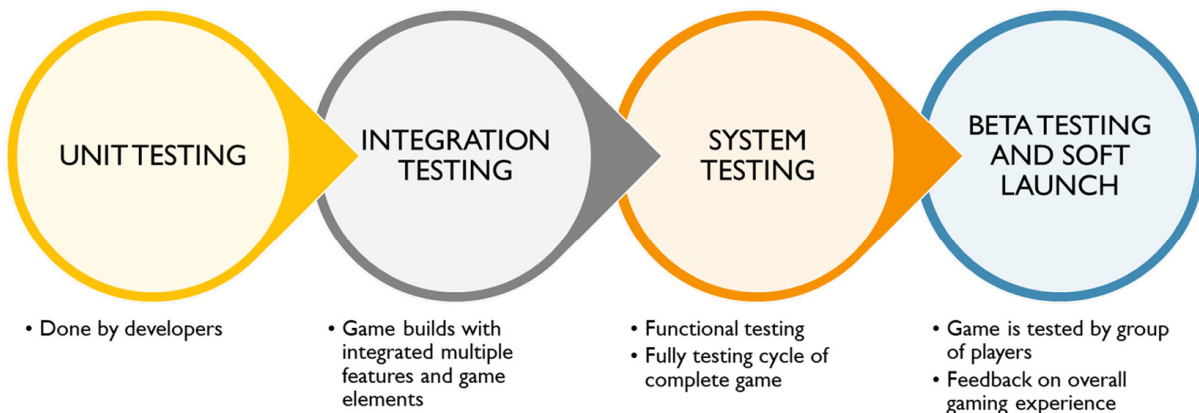 UNIT TESTING
INTEGRATION
TESTING
SYSTEM
TESTING
BETA TESTING
AND SOFT
LAUNCH
• Done by developers
• Game builds with
integrated multiple
features and game
elements
• Functional testing
• Fully testing cycle of
complete game
• Game is tested by group
of players
• Feedback on overall
gaming experience